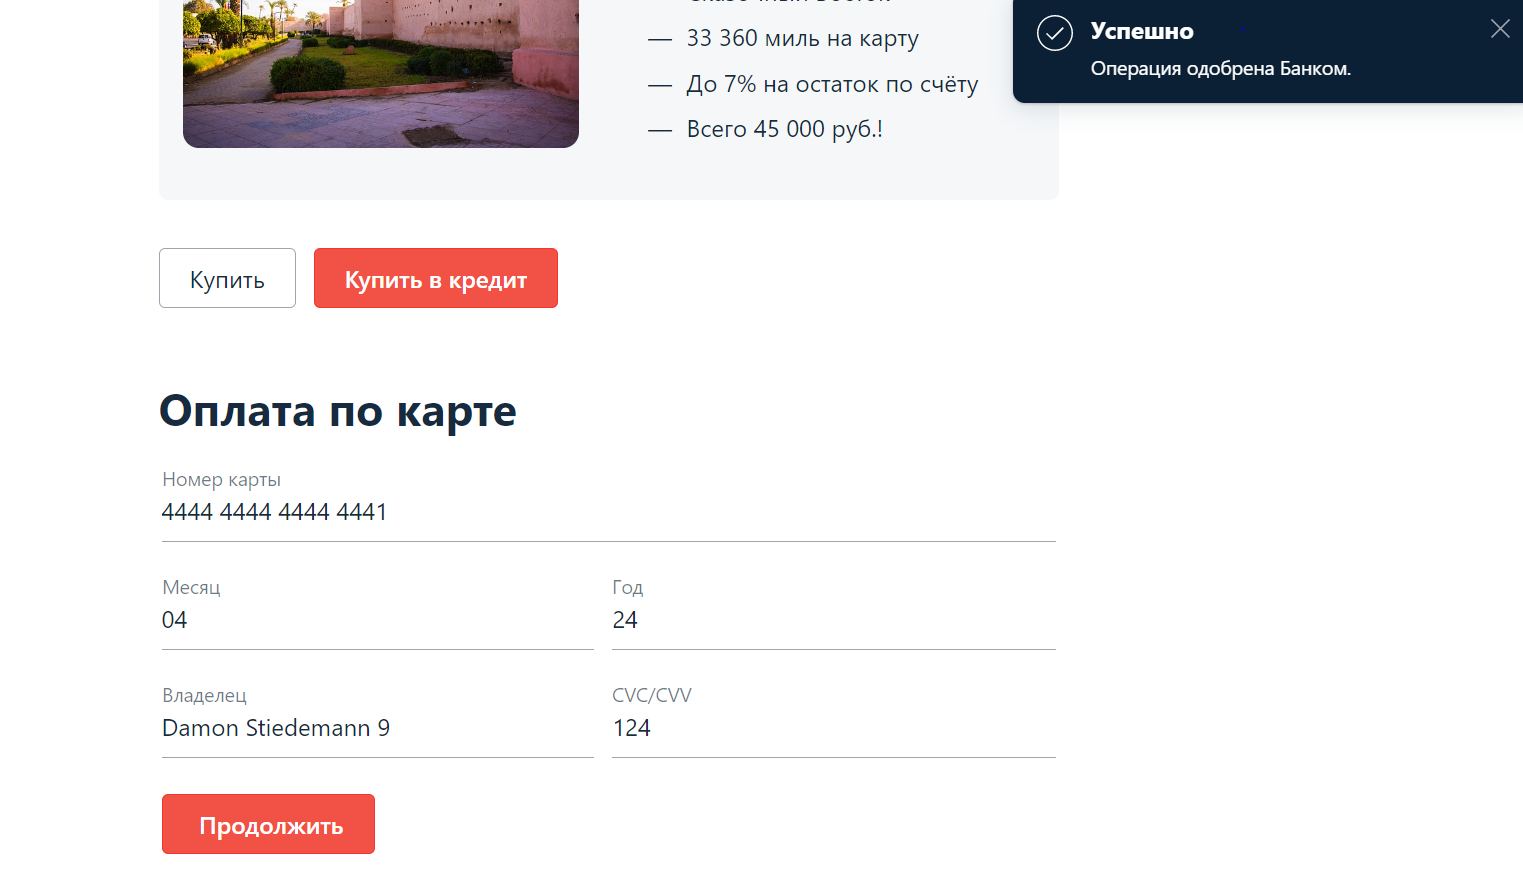 33 360 миль на карту
До 7% на остаток по счёту
Всего 45 000 руб.!
Успешно
Операция одобрена Банком.
Купить
Купить в кредит
Оплата по карте
Номер карты
4444 4444 4444 4441
Месяц
Год
04
24
Владелец
CVC/CVV
Damon Stiedemann 9
124
Продолжить